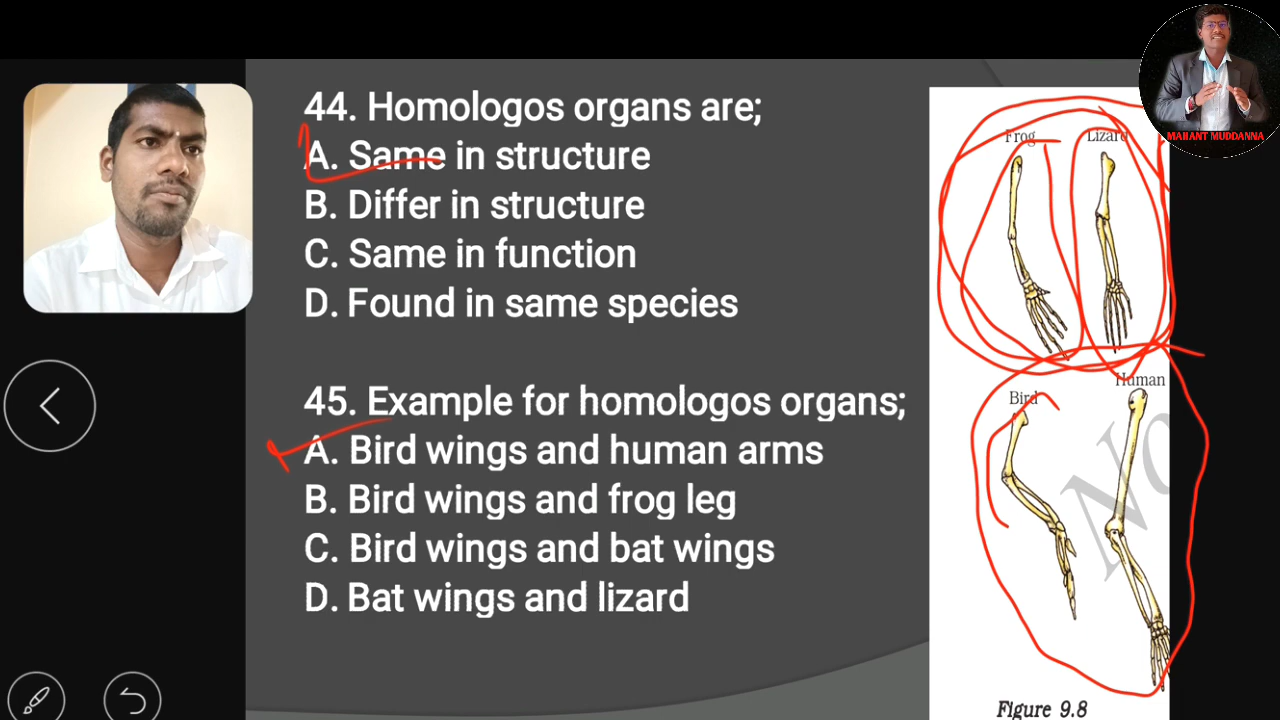 44. Homologos organs are;
A. Same in structure
B. Differ in structure
C. Same in function
D. Found in same species
45. Example for homologos organs;
A. Bird wings and human arms
B. Bird wings and frog leg
C. Bird wings and bat wings
D. Bat wings and lizard
Frog
Lizard
Bird
Human
No
Figure 9.8
MAHANT MUDDANNA